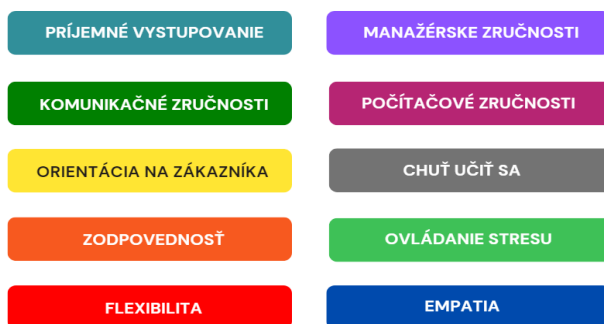 PRÍJEMNÉ VYSTUPOVANIE
MANAŽÉRSKE ZRUČNOSTI
KOMUNIKAČNÉ ZRUČNOSTI
POČÍTAČOVÉ ZRUČNOSTI
ORIENTÁCIA NA ZÁKAZNÍKA
CHUŤ UČIŤ SA
ZODPOVEDNOSŤ
OVLÁDANIE STRESU
FLEXIBILITA
EMPATIA